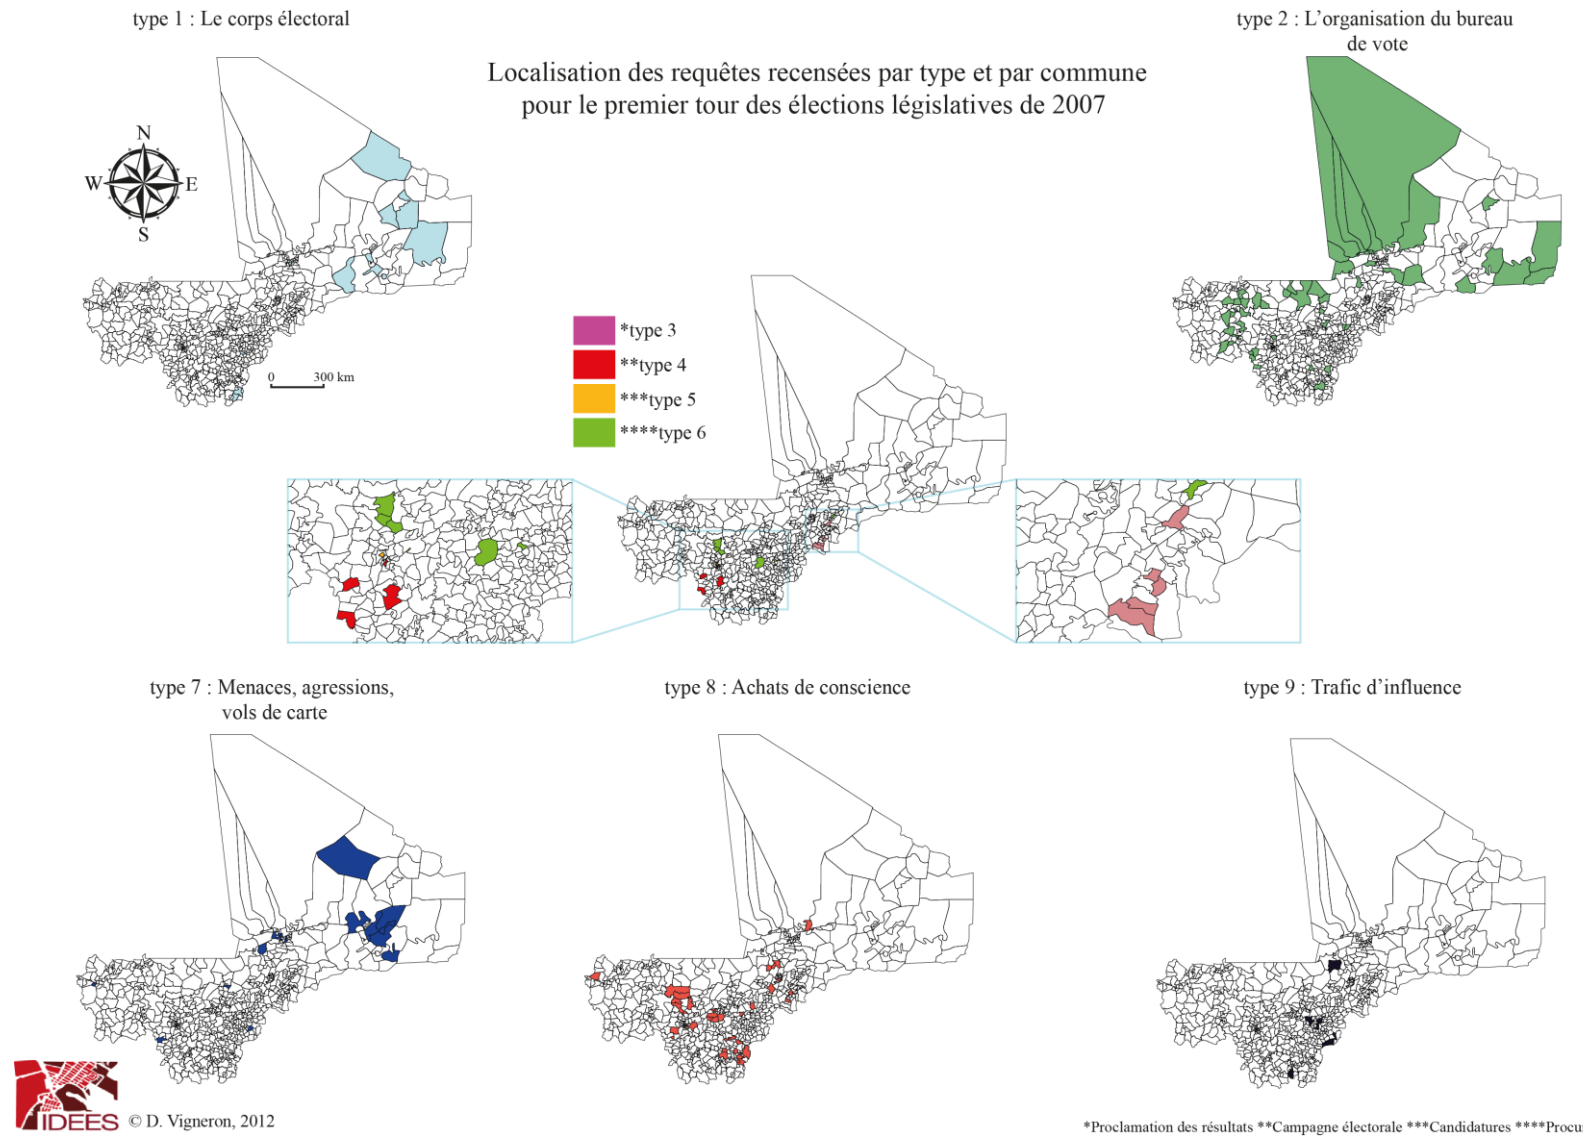 type 1 : Le corps électoral
type 2 : L'organisation du bureau
de vote
Localisation des requêtes recensées par type et par commune
pour le premier tour des élections législatives de 2007
N
W
E
S
0 300 km
*type 3
**type 4
***type 5
****type 6
type 7 : Menaces, agressions,
vols de carte
type 8 : Achats de conscience
type 9 : Trafic d'influence
IDEES
© D. Vigneron, 2012
*Proclamation des résultats **Campagne électorale ***Candidatures ****Procu